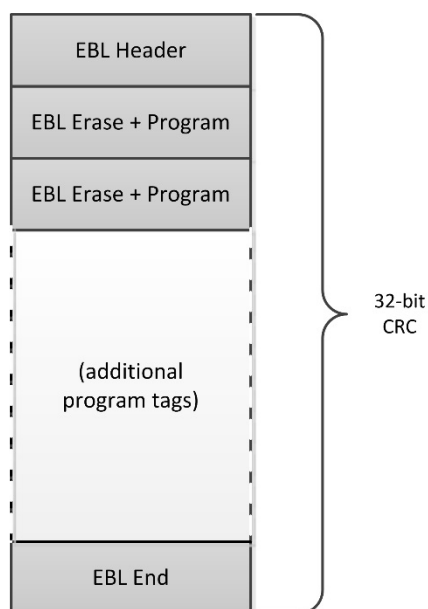 EBL Header
EBL Erase + Program
EBL Erase + Program
32-bit
CRC
(additional
program tags)
EBL End